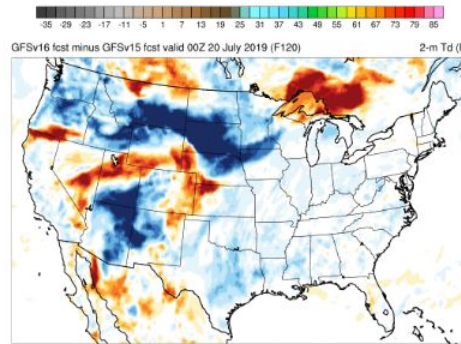 -35 -29 -23 -17 -11 -5 1 7 13 19 25 31 37 43 49 55 61 67 73 79 85
GFSv16 fcst minus GFSv15 fcst valid 00Z 20 July 2019 (F120) 2-m Td (